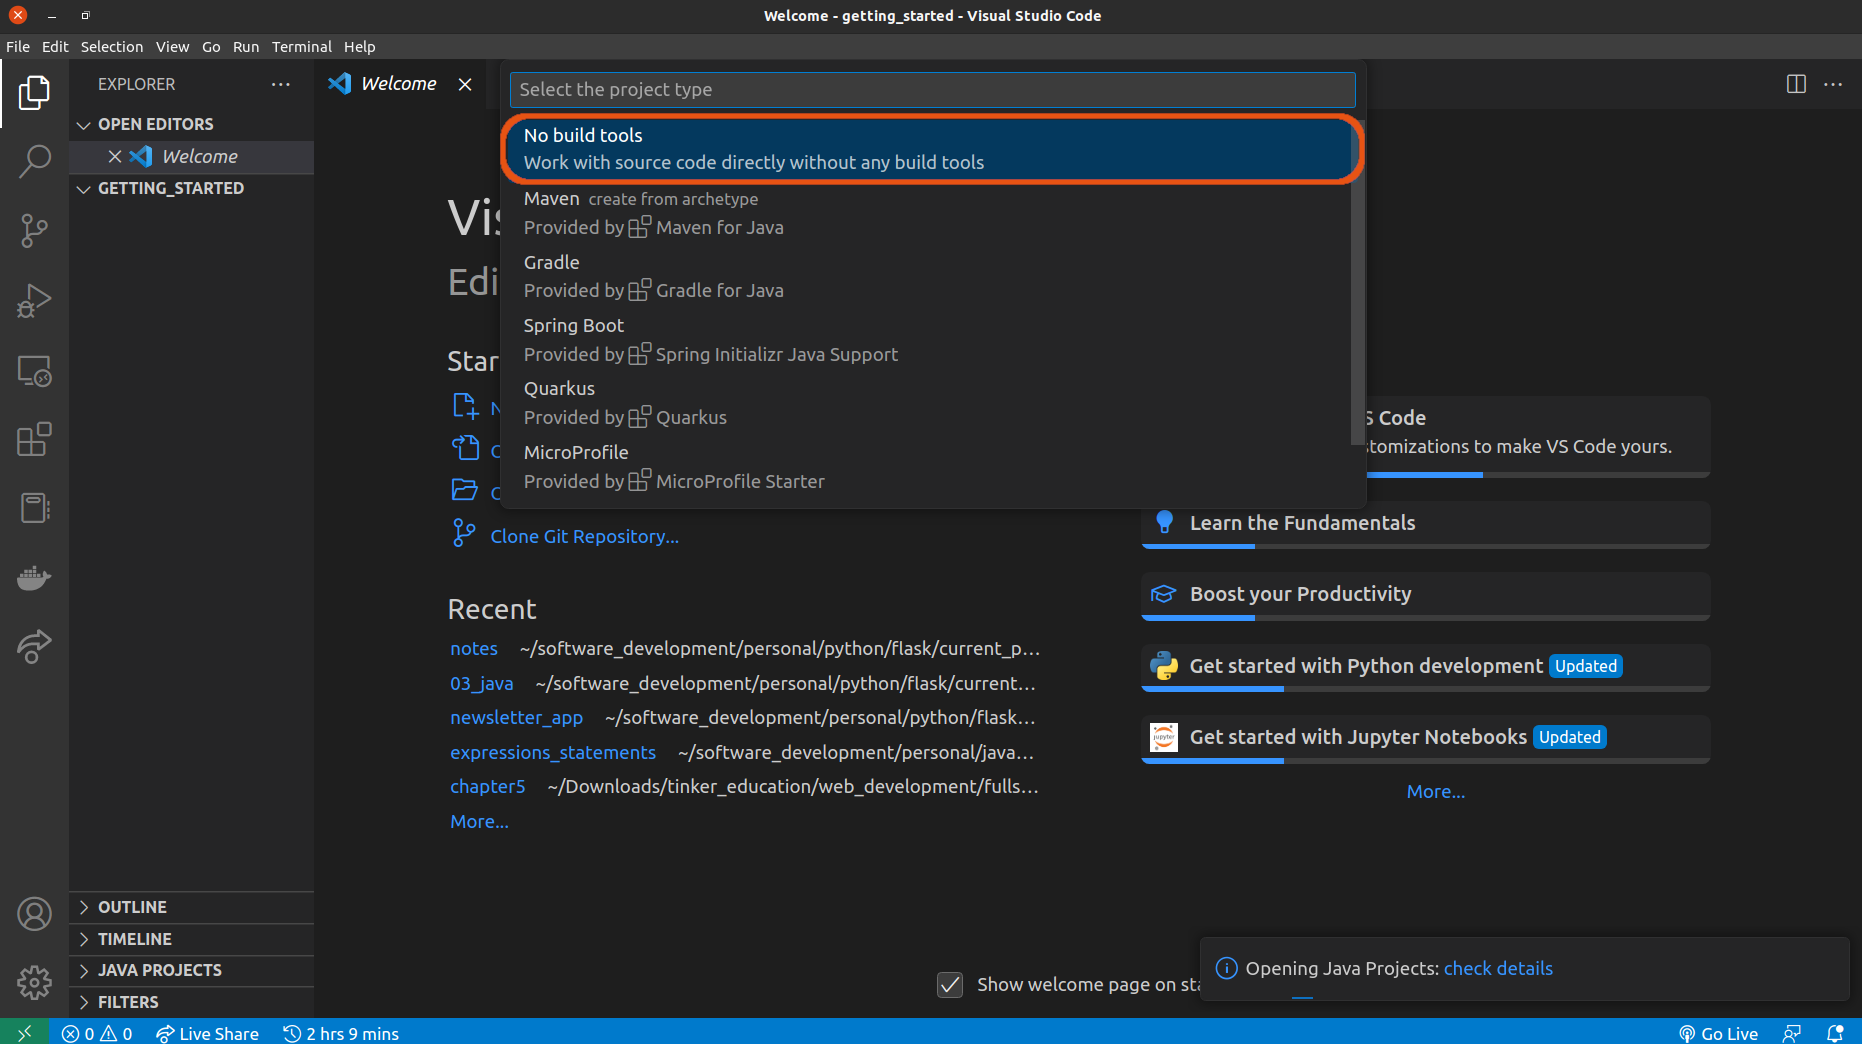 Welcome - getting_started - Visual Studio Code
File Edit Selection View Go Run Terminal Help
EXPLORER
Welcome
Select the project type
OPEN EDITORS
Welcome
GETTING_STARTED
No build tools
Work with source code directly without any build tools
Maven create from archetype
Provided by Maven for Java
Gradle
Provided by Gradle for Java
Spring Boot
Provided by Spring Initializr Java Support
Quarkus
Provided by Quarkus
MicroProfile
Provided by MicroProfile Starter
Vis
Edi
Star
N
Clone Git Repository...
Recent
notes ~/software_development/personal/python/flask/current_p...
03_java ~/software_development/personal/python/flask/current...
newsletter_app ~/software_development/personal/python/flask...
expressions_statements ~/software_development/personal/java...
chapter5 ~/Downloads/tinker_education/web_development/fulls...
More...
S Code
stomizations to make VS Code yours.
Learn the Fundamentals
Boost your Productivity
Get started with Python development Updated
jupyter
Get started with Jupyter Notebooks Updated
More...
OUTLINE
TIMELINE
JAVA PROJECTS
FILTERS
Show welcome page on sta
Opening Java Projects: check details
0 0 Live Share 2 hrs 9 mins
Go Live